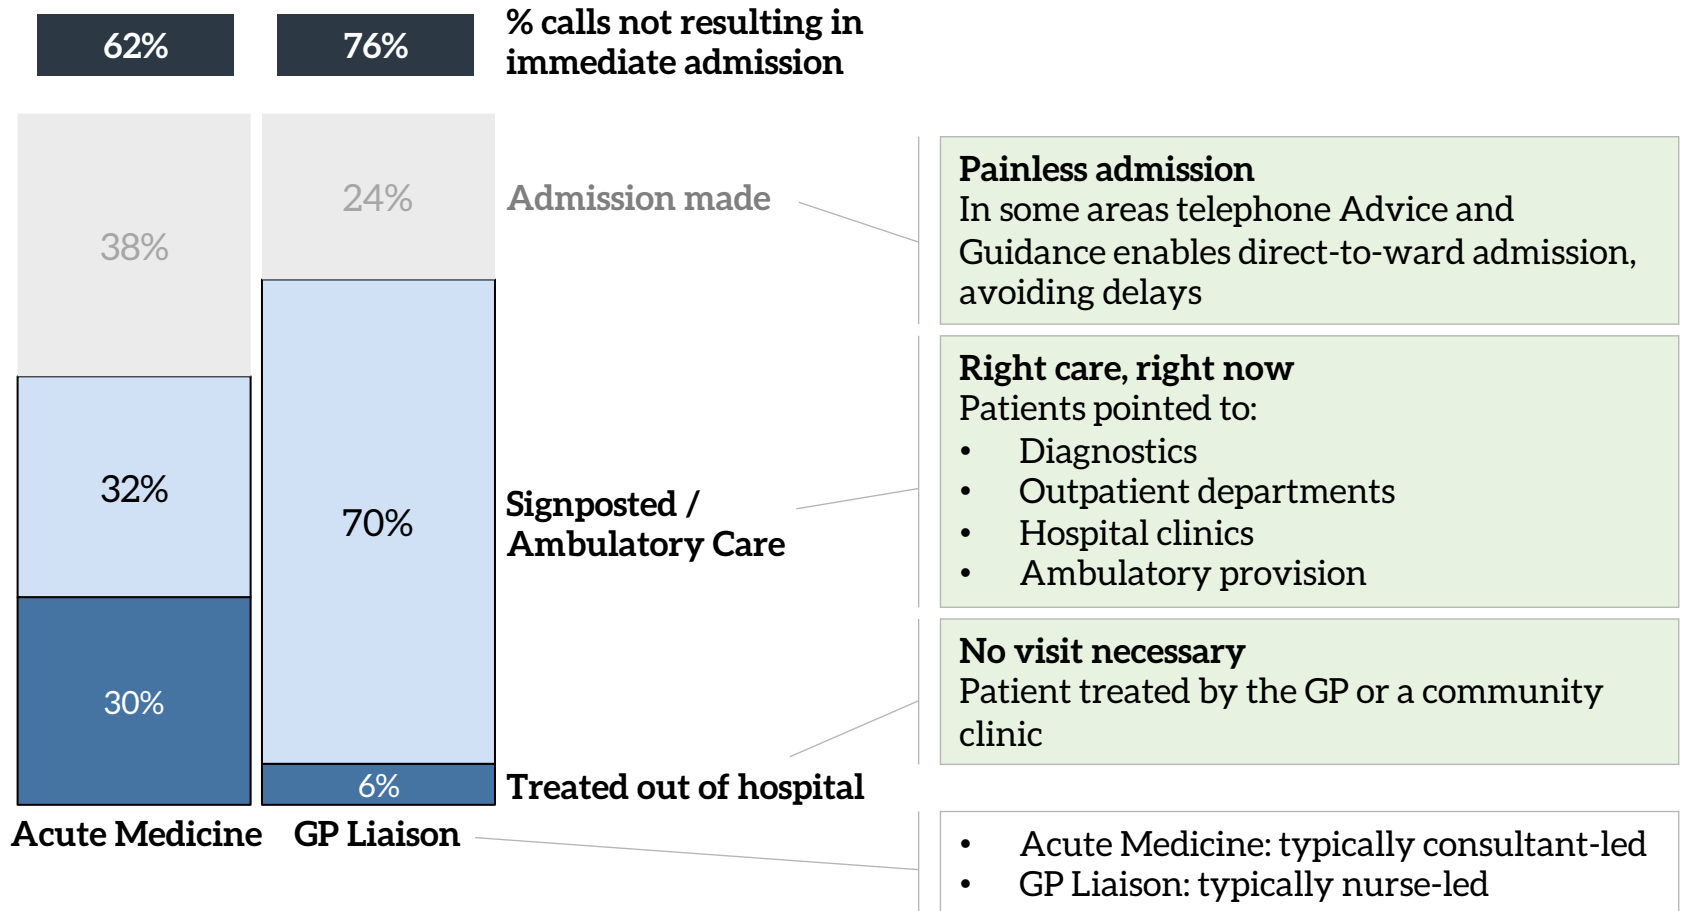 62%
76%
% calls not resulting in
immediate admission
38%
24%
Admission made
Painless admission
In some areas telephone Advice and
Guidance enables direct-to-ward admission,
avoiding delays
32%
70%
Signposted /
Ambulatory Care
Right care, right now
Patients pointed to:
• Diagnostics
• Outpatient departments
• Hospital clinics
• Ambulatory provision
30%
6%
Treated out of hospital
No visit necessary
Patient treated by the GP or a community
clinic
Acute Medicine
GP Liaison
• Acute Medicine: typically consultant-led
• GP Liaison: typically nurse-led